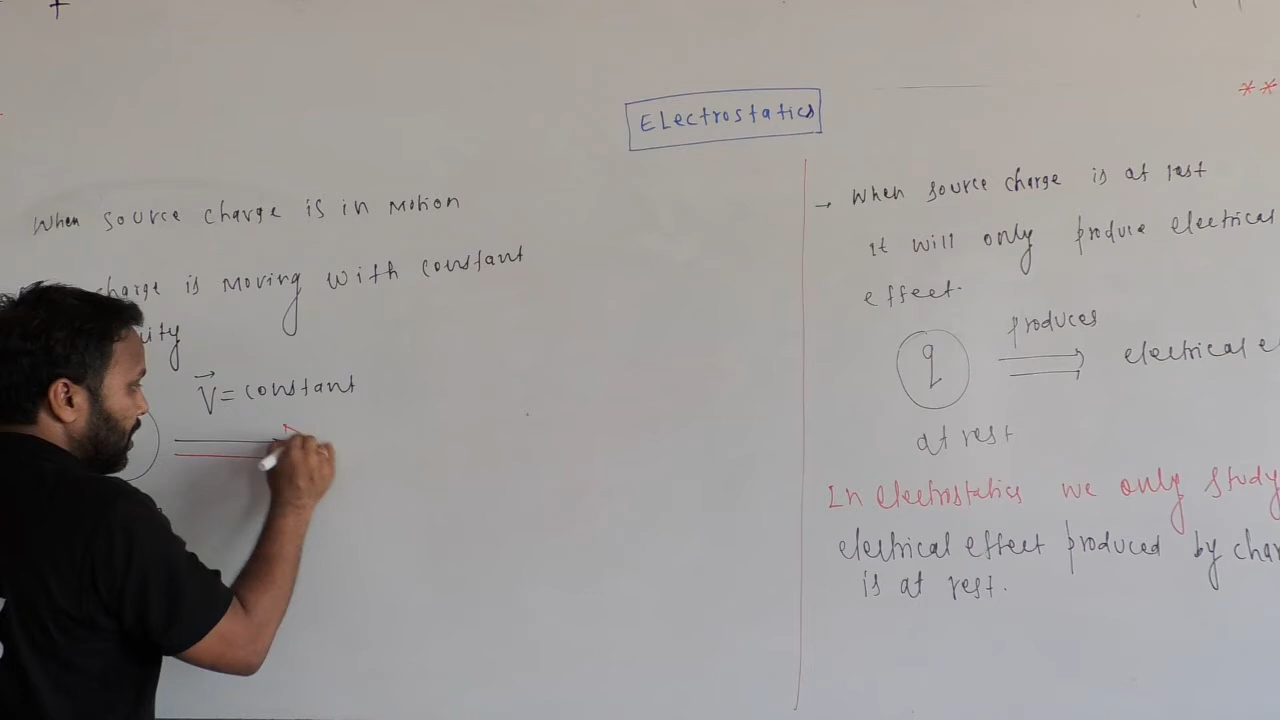 +
**
Electrostatics
When source charge is in Motion
charge is Moving with constant
V = constant
→ When source charge is at rest
It will only produce electrical
effect.
produces
q
electrical e
at rest
In electrostatics we only study
electrical effect produced by char
is at rest.